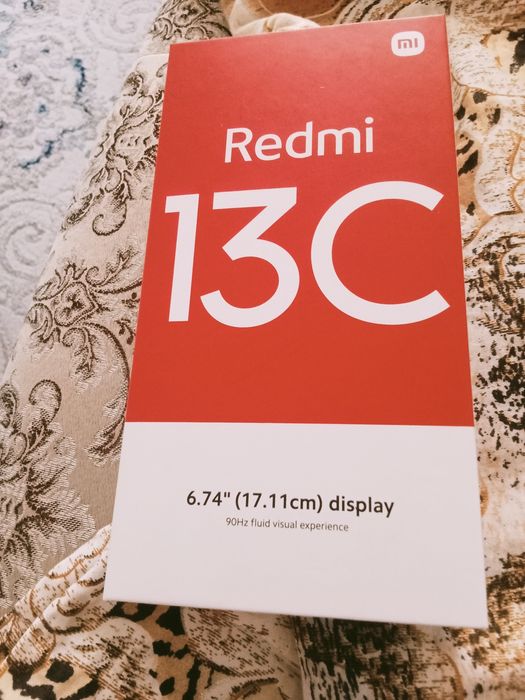 mi
Redmi
13C
6.74" (17.11cm) display
90Hz fluid visual experience